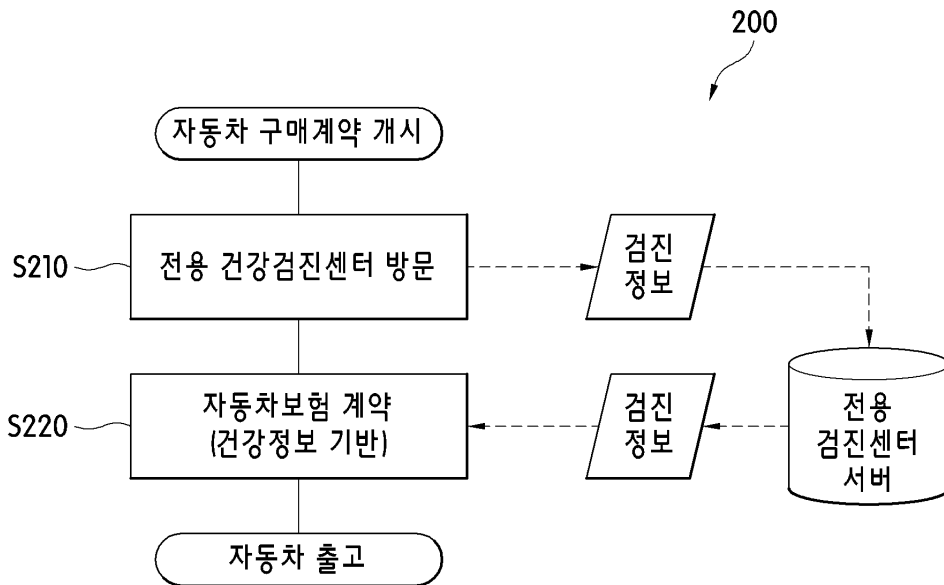 200
자동차 구매계약 개시
S210
전용 건강검진센터 방문
검진
정보
S220
자동차보험 계약
(건강정보 기반)
검진
정보
전용
검진센터
서버
자동차 출고